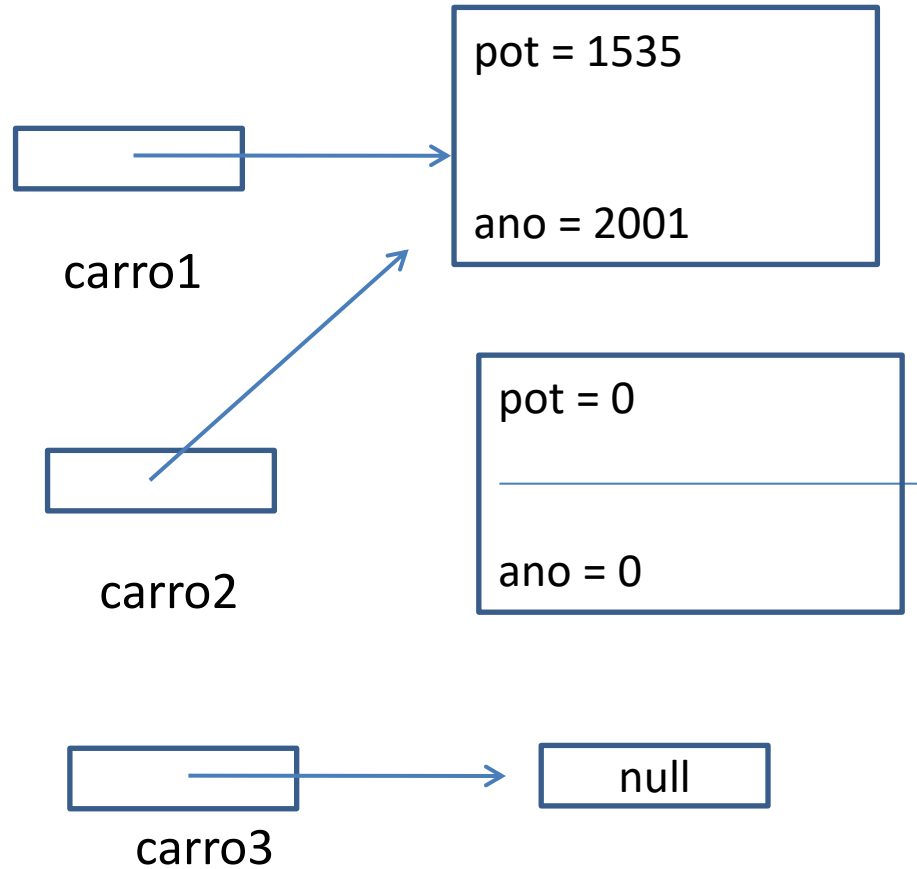 pot = 1535
ano = 2001
carro1
pot = 0
ano = 0
carro2
null
carro3